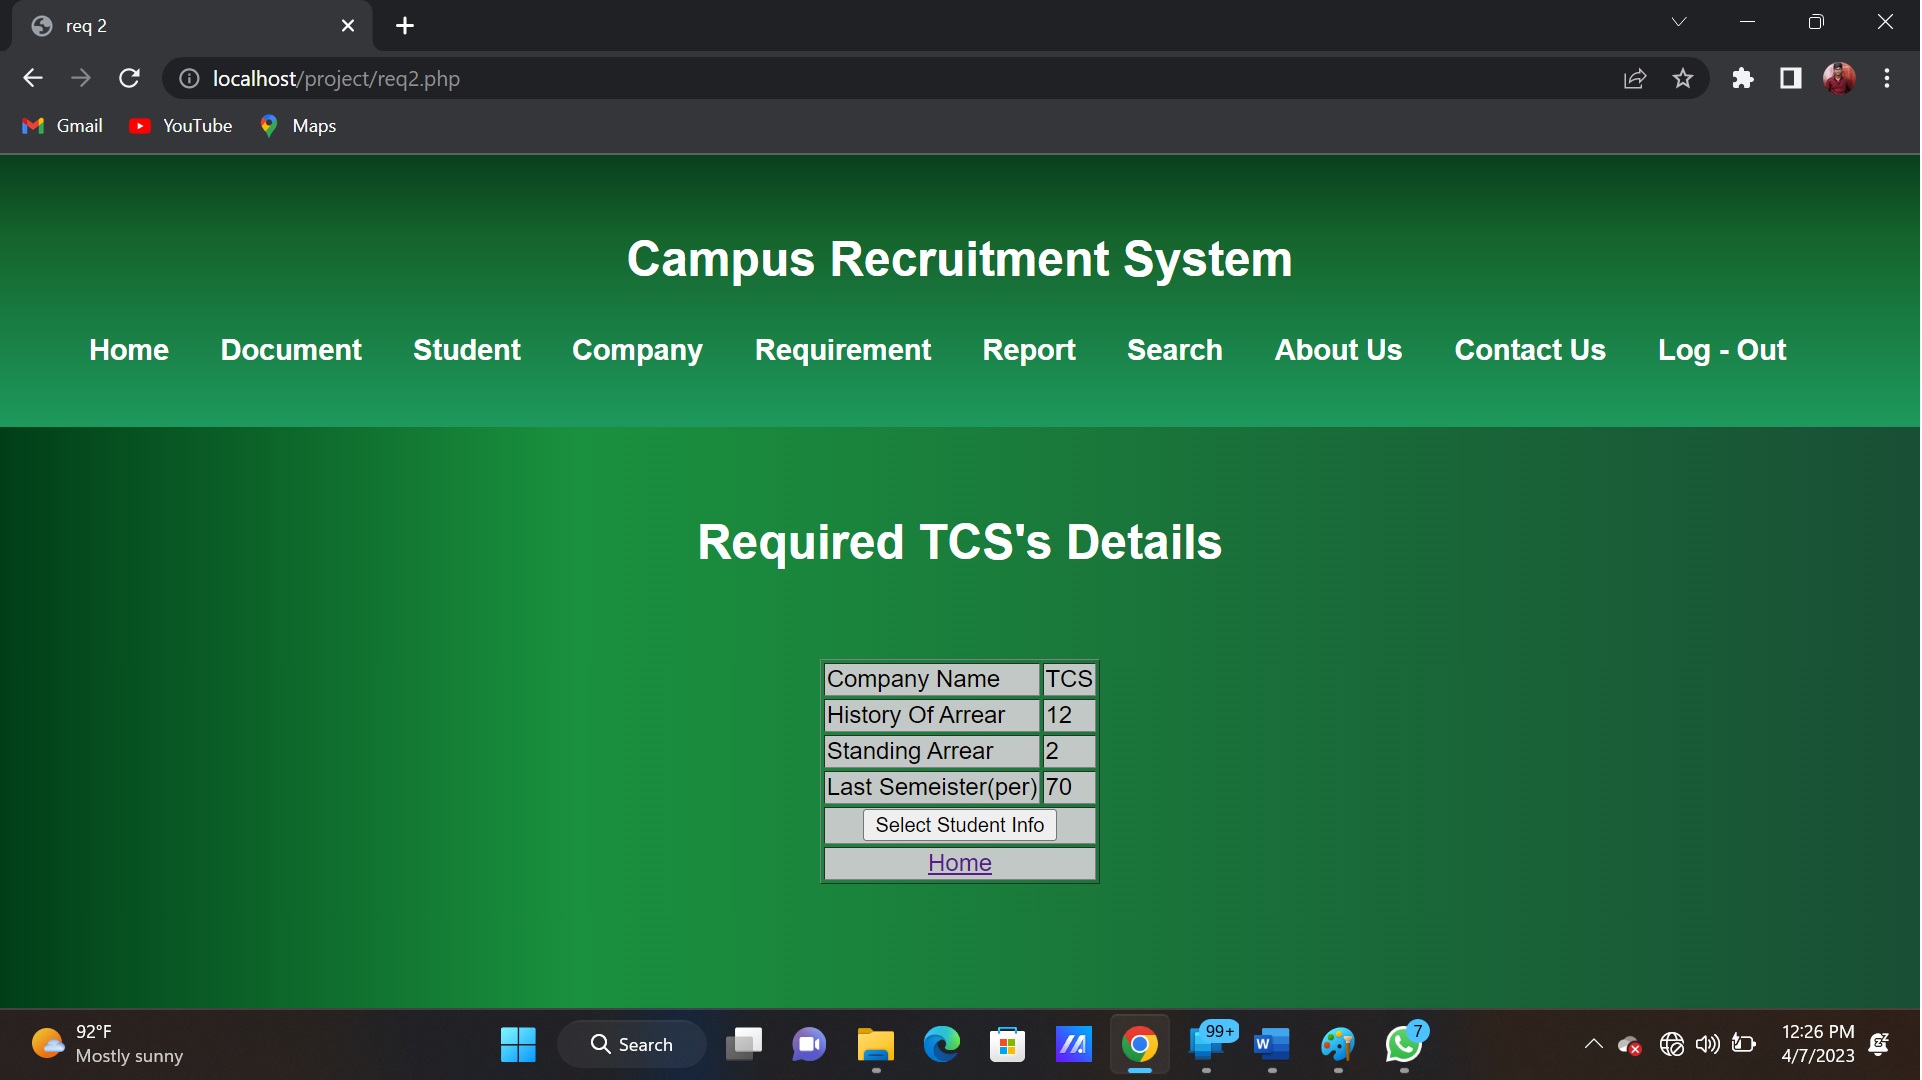 req 2
localhost/project/req2.php
Gmail YouTube Maps
Campus Recruitment System
Home Document Student Company Requirement Report Search About Us Contact Us Log - Out
Required TCS's Details
Company Name TCS
History Of Arrear 12
Standing Arrear 2
Last Semeister(per) 70
Select Student Info
Home
92°F
Mostly sunny
Search
99+
W
7
12:26 PM
4/7/2023